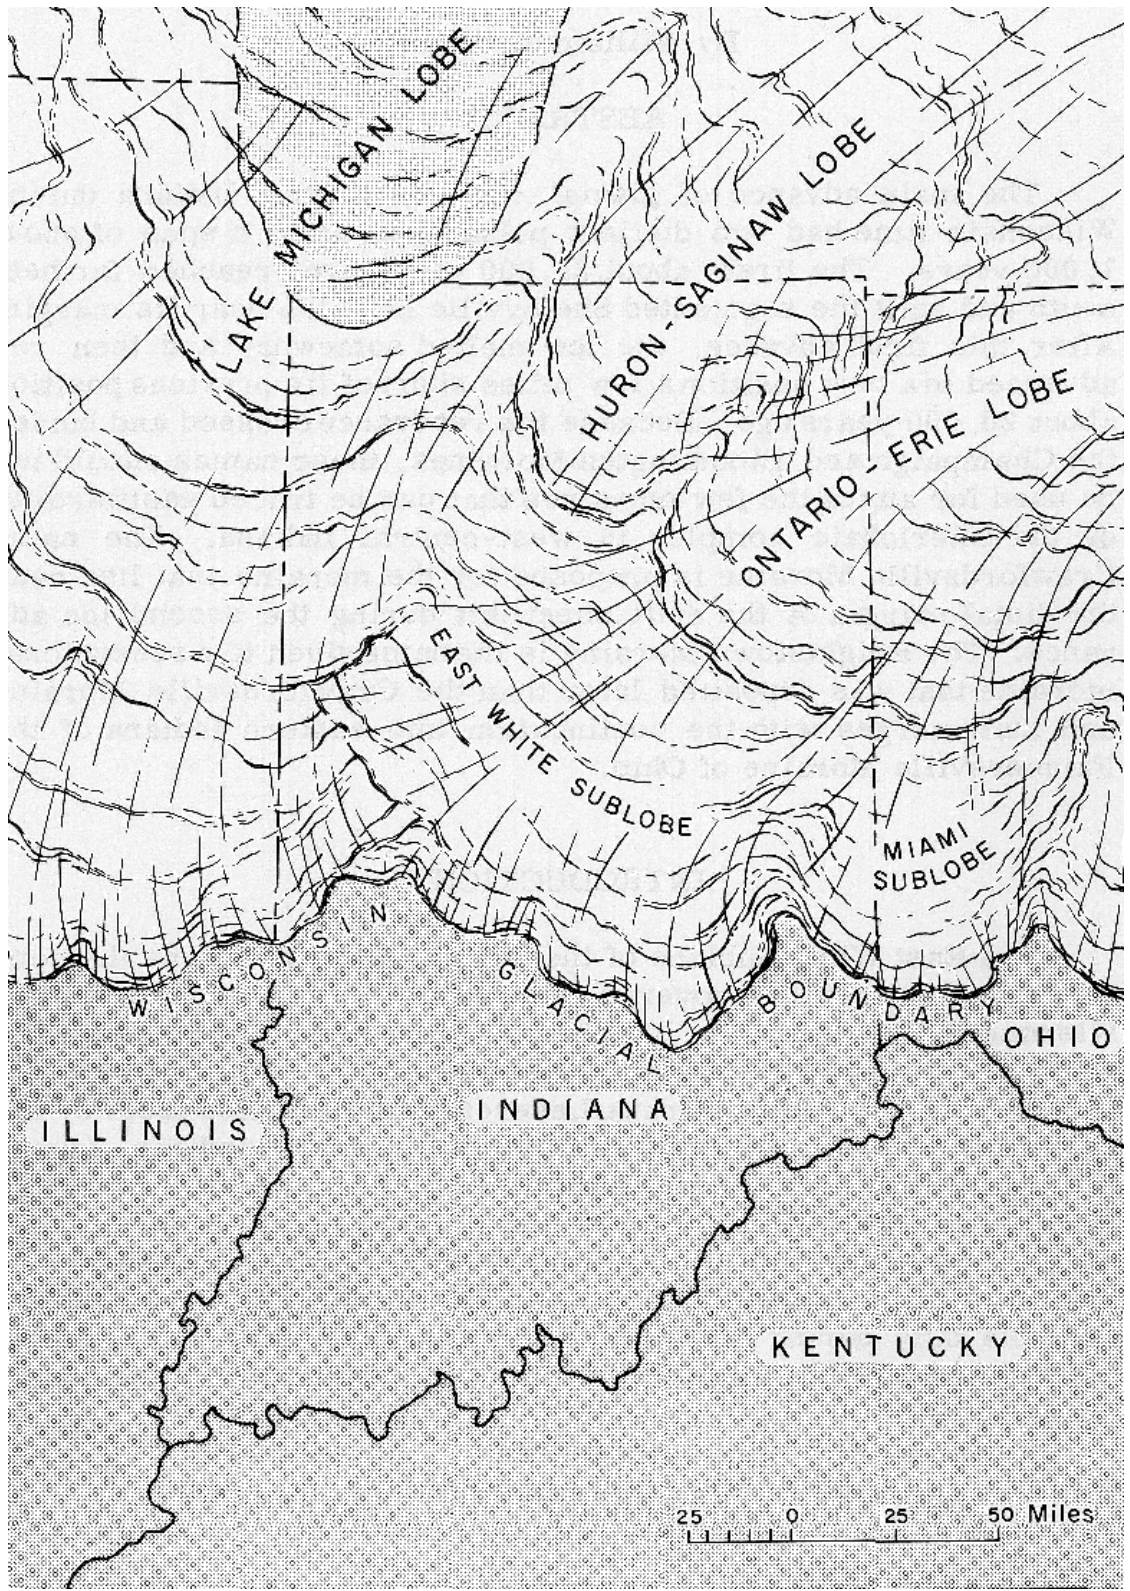 LAKE MICHIGAN LOBE
HURON-SAGINAW LOBE
ONTARIO ERIE LOBE
EAST WHITE SUBLOBE
MIAMI
SUBLOBE
WISCONSIN GLACIAL BOUNDARY
OHIO
INDIANA
ILLINOIS
KENTUCKY
25 0 25 50 Miles